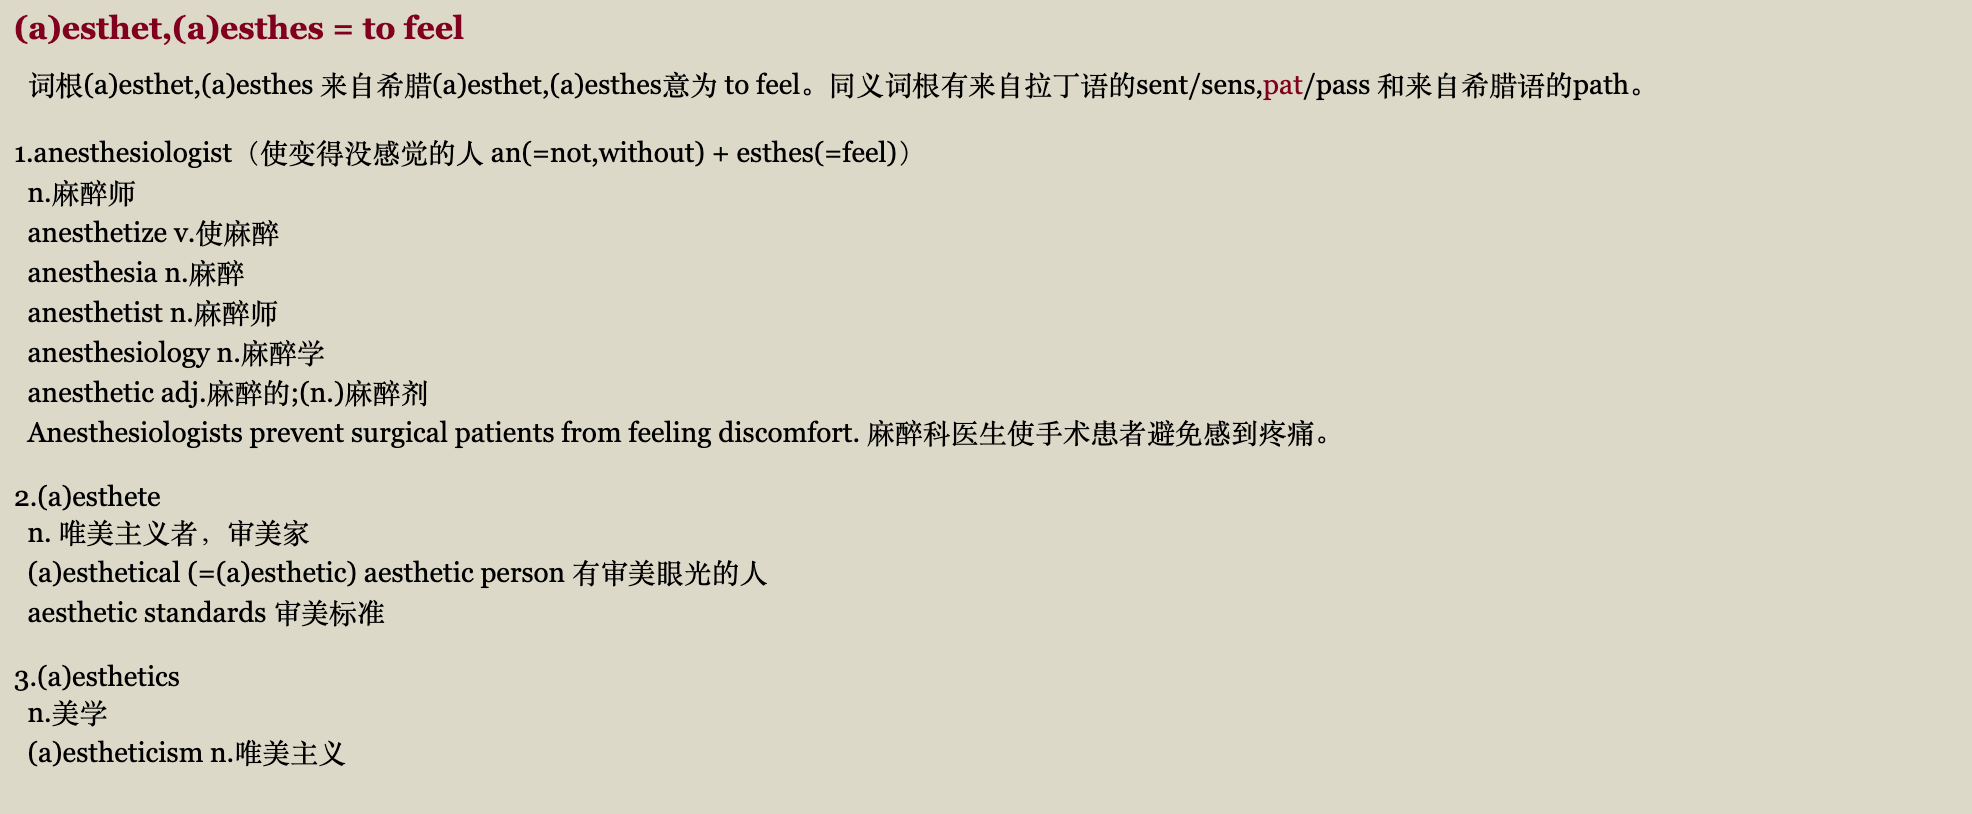 (a)esthet,(a)esthes = to feel
词根(a)esthet,(a)esthes 来自希腊(a)esthet,(a)esthes意为 to feel。同义词根有来自拉丁语的sent/sens,pat/pass 和来自希腊语的path。
1.anesthesiologist（使变得没感觉的人 an(=not,without) + esthes(=feel)）
n.麻醉师
anesthetize v.使麻醉
anesthesia n.麻醉
anesthetist n.麻醉师
anesthesiology n.麻醉学
anesthetic adj.麻醉的;(n.)麻醉剂
Anesthesiologists prevent surgical patients from feeling discomfort. 麻醉科医生使手术患者避免感到疼痛。
2.(a)esthete
n. 唯美主义者，审美家
(a)esthetical (=(a)esthetic) aesthetic person 有审美眼光的人
aesthetic standards 审美标准
3.(a)esthetics
n.美学
(a)estheticism n.唯美主义